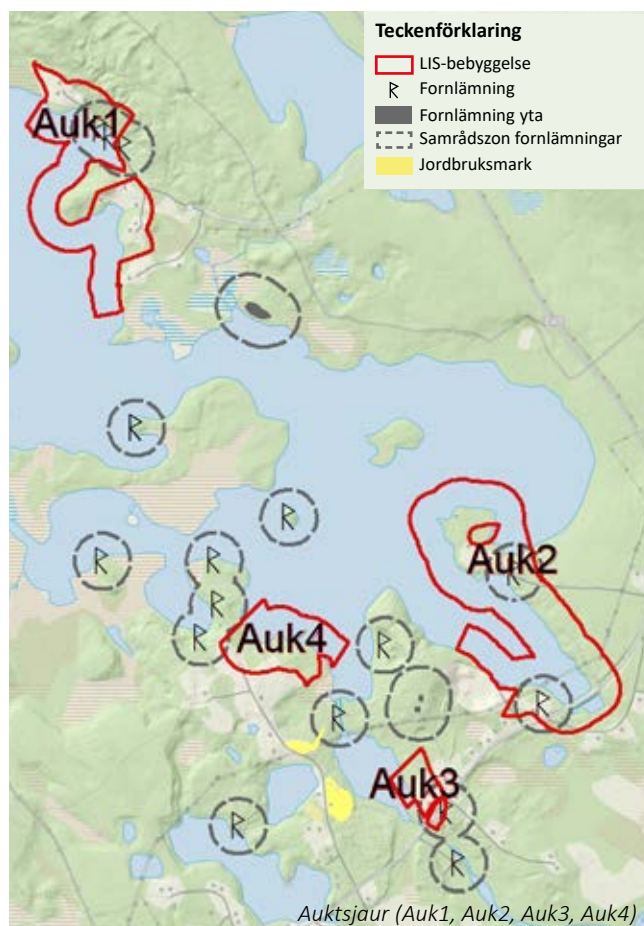 Teckenförklaring
LIS-bebyggelse
Fornlämning
Fornlämning yta
Samrådszon fornlämningar
Jordbruksmark
Auk1
Auk2
Auk4
Auk3
Auktsjaur (Auk1, Auk2, Auk3, Auk4)